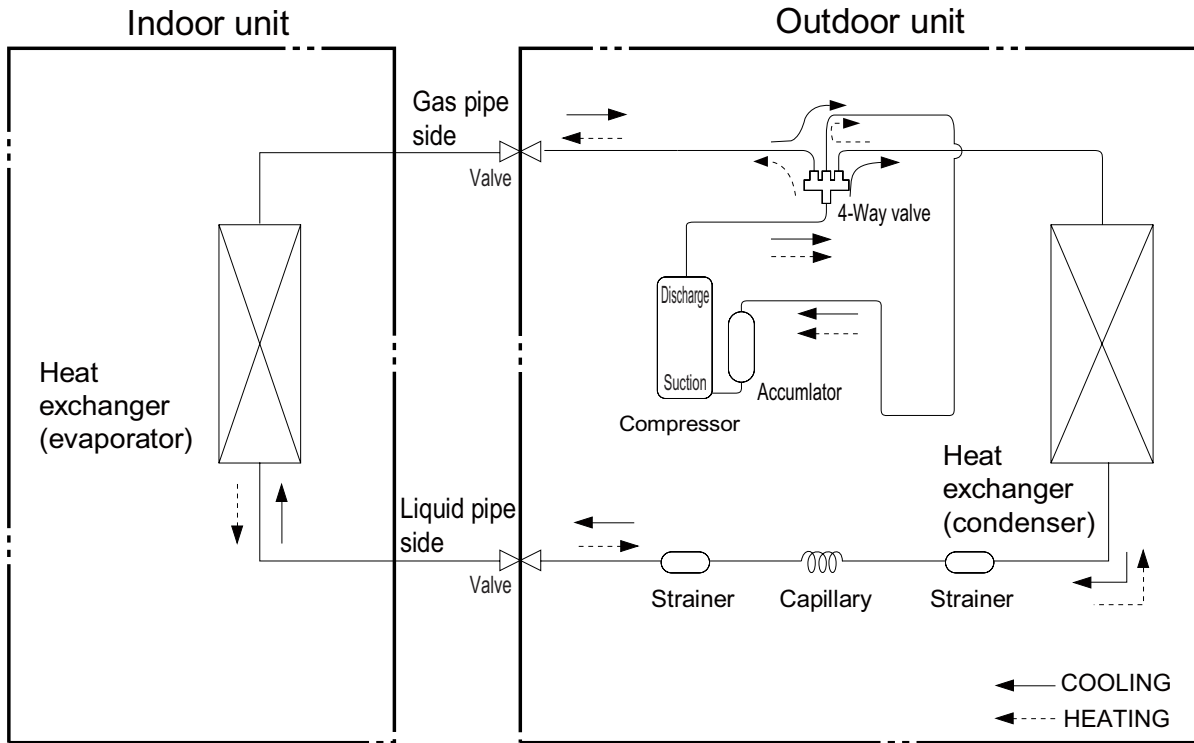 Indoor unit
Outdoor unit
Gas pipe
side
Valve
4-Way valve
Discharge
Suction
Accumlator
Compressor
Heat
exchanger
(evaporator)
Heat
exchanger
(condenser)
Liquid pipe
side
Valve
Strainer
Capillary
Strainer
COOLING
HEATING